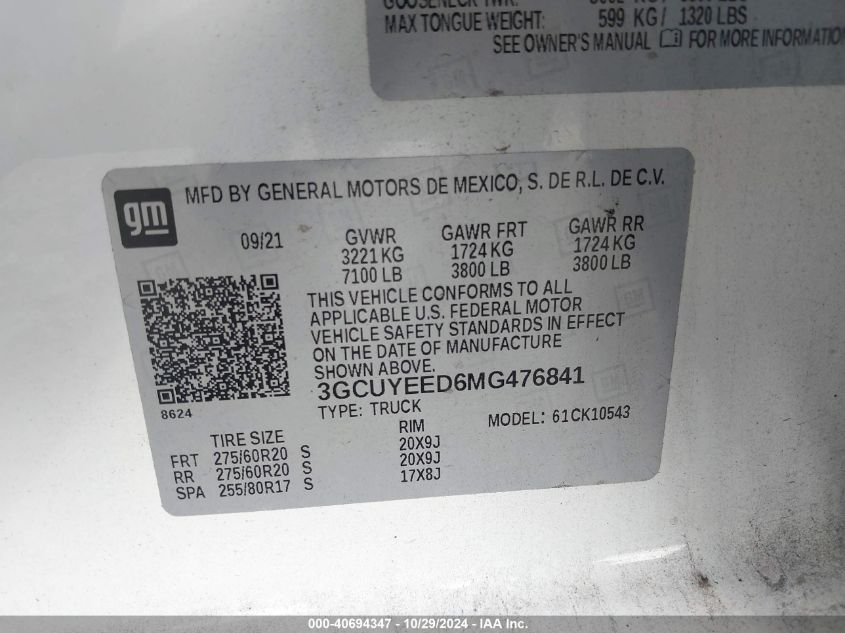 MAX TONGUE WEIGHT: 599 KG/ 1320 LBS
SEE OWNER'S MANUAL FOR MORE INFORMATION
gm
MFD BY GENERAL MOTORS DE MEXICO, S. DE R.L. DE C.V.
09/21 GVWR GAWR FRT GAWR RR
3221 KG 1724 KG 1724 KG
7100 LB 3800 LB 3800 LB
THIS VEHICLE CONFORMS TO ALL
APPLICABLE U.S. FEDERAL MOTOR
VEHICLE SAFETY STANDARDS IN EFFECT
ON THE DATE OF MANUFACTURE
SHOWN ABOVE.
3GCUYEED6MG476841
8624
TYPE: TRUCK MODEL: 61CK10543
TIRE SIZE RIM
FRT 275/60R20 S 20X9J
RR 275/60R20 S 20X9J
SPA 255/80R17 S 17X8J
000-40694347 - 10/29/2024 - IAA Inc.